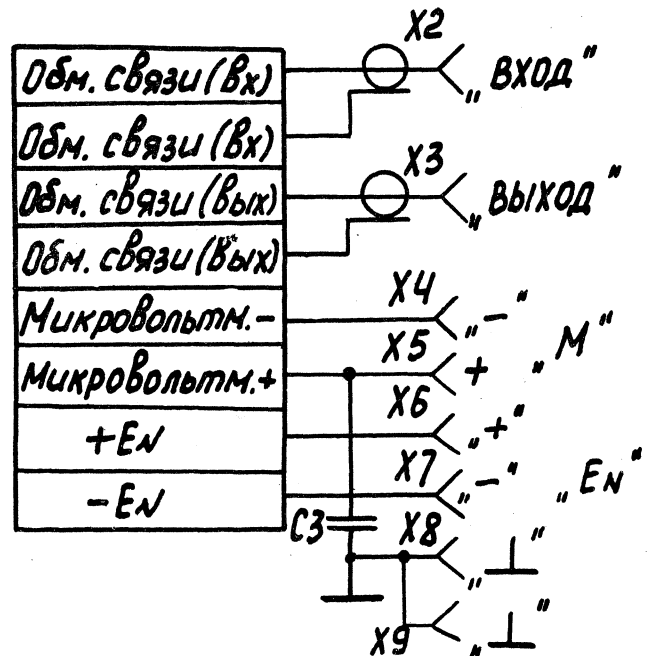 X2
Обм. связи (Вх)
„ ВХОД "
Обм. связи (Вх)
X3
Обм. связи (Вых)
„ ВЫХОД "
Обм. связи (Вых)
X4
Микровольтм. -
„ - "
X5
„ М "
Микровольтм. +
+
X6
+EN
„ + "
X7
„ - "
„ EN "
-EN
C3
X8
„ ⊥ "
X9
„ ⊥ "